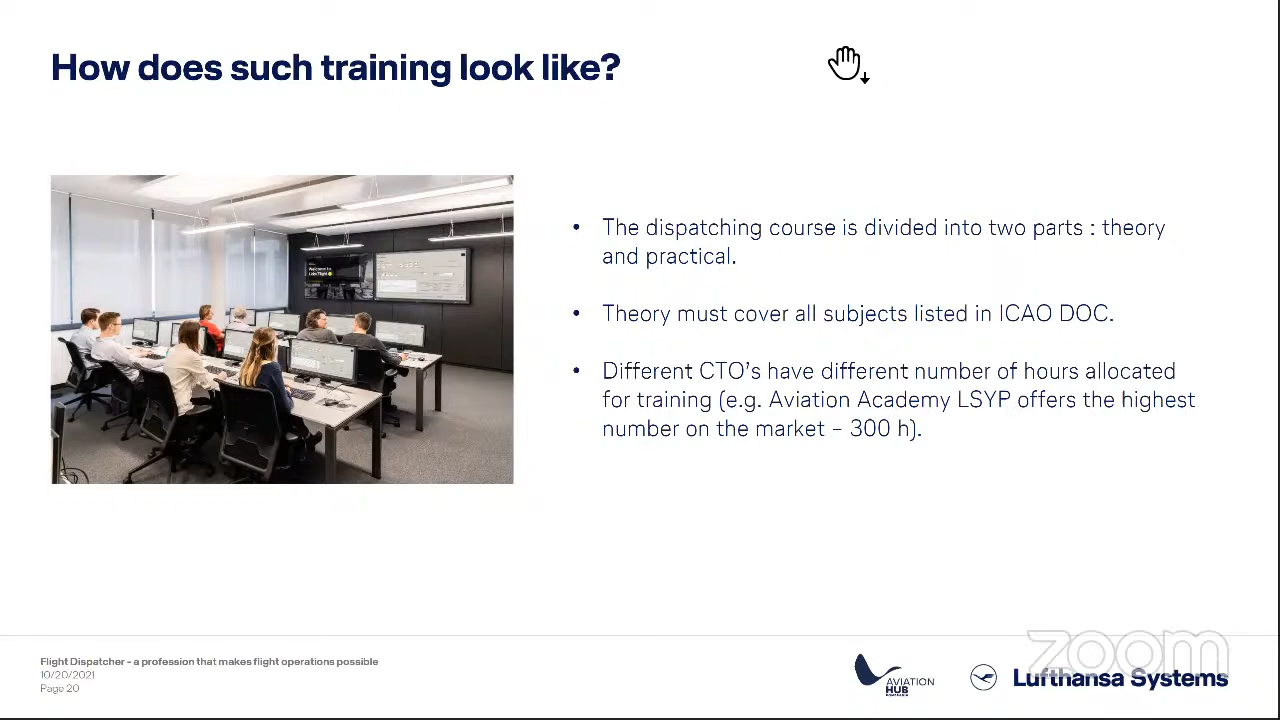 How does such training look like?
Welcome to
• The dispatching course is divided into two parts : theory
and practical.
• Theory must cover all subjects listed in ICAO DOC.
• Different CTO's have different number of hours allocated
for training (e.g. Aviation Academy LSYP offers the highest
number on the market – 300 h).
Flight Dispatcher - a profession that makes flight operations possible
10/20/2021
Page 20
AVIATION
HUB
Lufthansa Systems
zoom